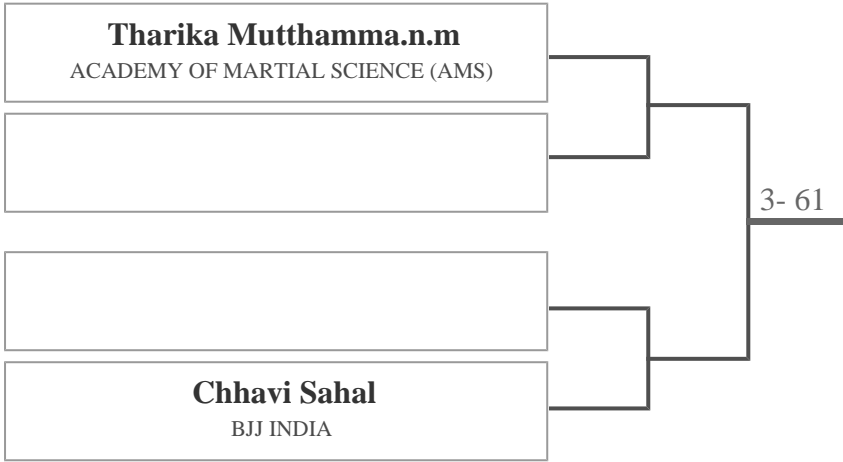 Tharika Mutthamma.n.m
ACADEMY OF MARTIAL SCIENCE (AMS)
3- 61
Chhavi Sahal
BJJ INDIA